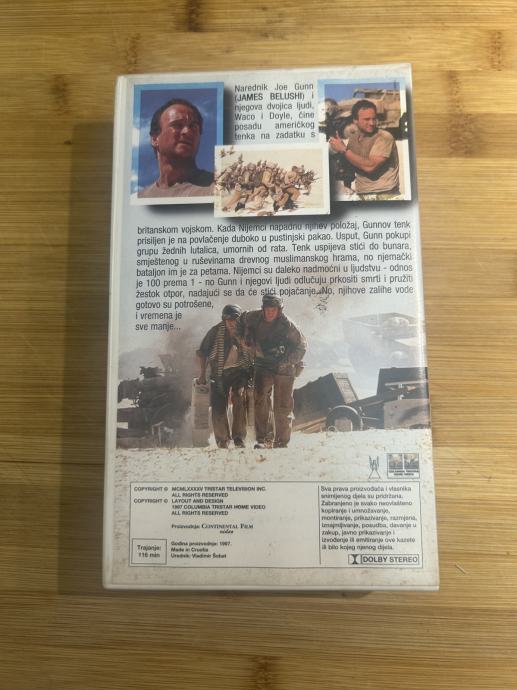 Narednik Joe Gunn
(JAMES BELUSHI) i
njegova dvojica ljudi,
Waco i Doyle, čine
posadu američkog
tenka na zadatku s
britanskom vojskom. Kada Nijemci napadnu njihov položaj, Gunnov tenk
prisiljen je na povlačenje duboko u pustinjski pakao. Usput, Gunn pokupi
grupu žednih lutalica, umornih od rata. Tenk uspijeva stići do bunara,
smještenog u ruševinama drevnog muslimanskog hrama, no njemački
bataljon im je za petama. Nijemci su daleko nadmoćni u ljudstvu - odnos
je 100 prema 1 - no Gunn i njegovi ljudi odlučuju prkositi smrti i pružiti
žestok otpor, nadajući se da će stići pojačanje. No, njihove zalihe vode
gotovo su potrošene,
i vremena je
sve manje...
COLUMBIA TRISTAR
HOME VIDEO
COPYRIGHT © MCMLXXXXV TRISTAR TELEVISION INC.
ALL RIGHTS RESERVED
COPYRIGHT © LAYOUT AND DESIGN
1997 COLUMBIA TRISTAR HOME VIDEO
ALL RIGHTS RESERVED
Proizvodnja: CONTINENTAL FILM
video
Trajanje:
116 min
Godina proizvodnje: 1997.
Made in Croatia
Urednik: Vladimir Šobat
Sva prava proizvođača i vlasnika
snimljenog djela su pridržana.
Zabranjeno je svako neovlašteno
kopiranje i umnožavanje,
montiranje, prikazivanje, razmjena,
iznajmljivanje, posudba, davanje u
zakup, javno prikazivanje i
izvođenje ili emitiranje ove kazete
ili bilo kojeg njenog dijela.
DOLBY STEREO